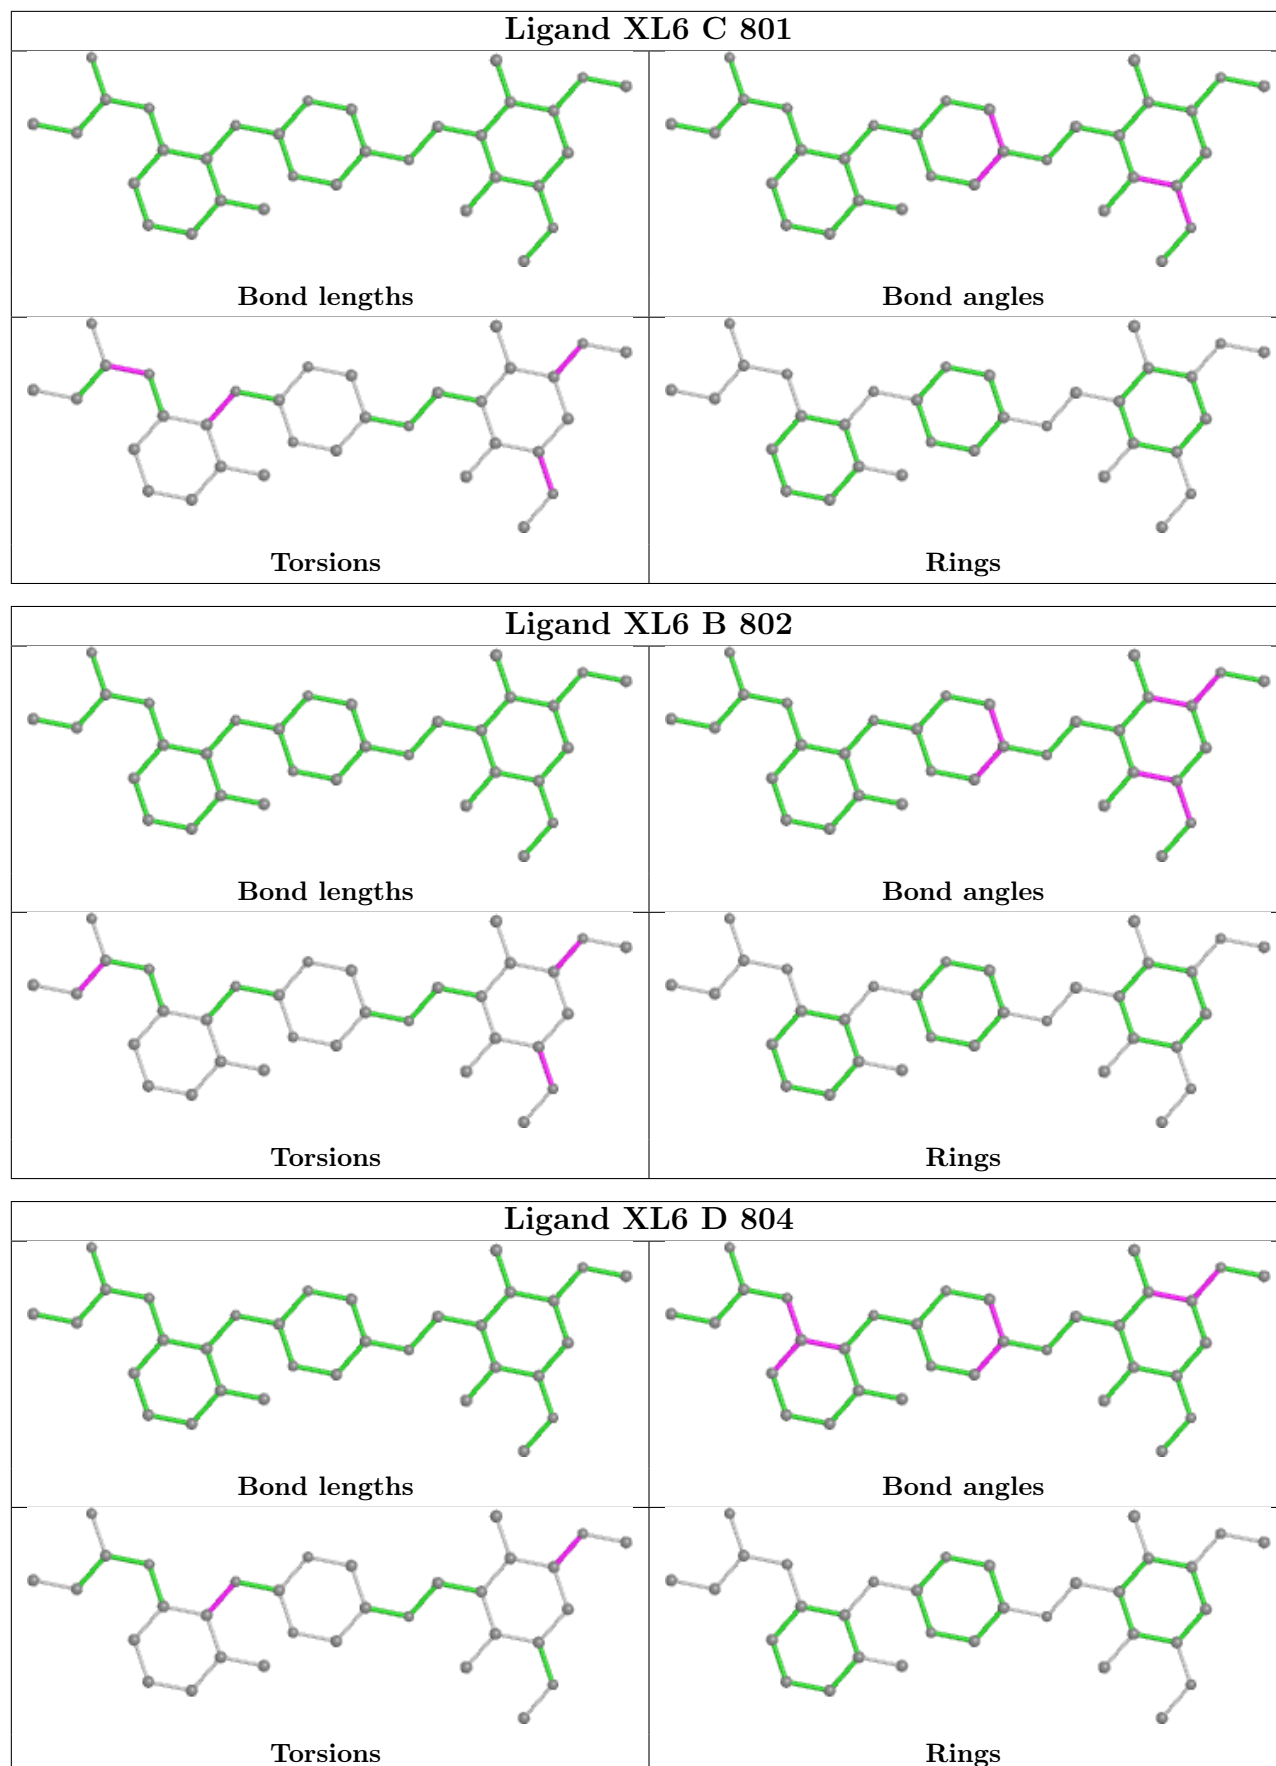 Ligand XL6 C 801
Bond lengths
Bond angles
Torsions
Rings
Ligand XL6 B 802
Bond lengths
Bond angles
Torsions
Rings
Ligand XL6 D 804
Bond lengths
Bond angles
Torsions
Rings